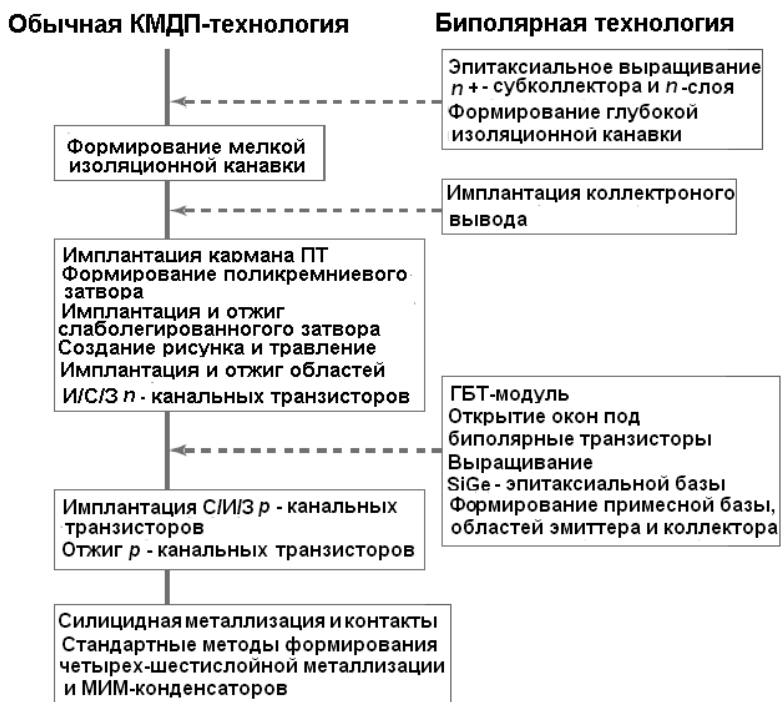 Обычная КМДП-технология
Биполярная технология
Эпитаксиальное выращивание
n +- субколлектора и n -слоя
Формирование глубокой
изоляционной канавки
Формирование мелкой
изоляционной канавки
Имплантация коллектроного
вывода
Имплантация кармана ПТ
Формирование поликремниевого
затвора
Имплантация и отжиг
слаболегированного затвора
Создание рисунка и травление
Имплантация и отжиг областей
И/С/З n - канальных транзисторов
ГБТ-модуль
Открытие окон под
биполярные транзисторы
Выращивание
SiGe - эпитаксиальной базы
Формирование примесной базы,
областей эмиттера и коллектора
Имплантация С/И/З p - канальных
транзисторов
Отжиг p - канальных транзисторов
Силицидная металлизация и контакты
Стандартные методы формирования
четырех-шестислойной металлизации
и МИМ-конденсаторов